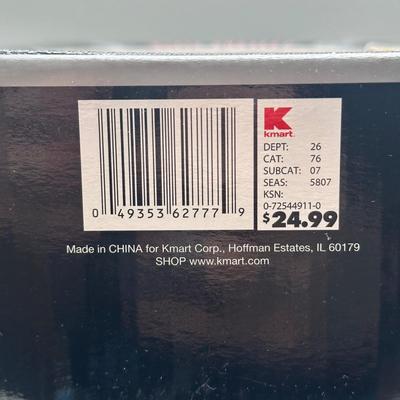 K
kmart.
DEPT: 26
CAT: 76
SUBCAT: 07
SEAS: 5807
KSN:
0-72544911-0
$24.99
0 49353 62777 9
Made in CHINA for Kmart Corp., Hoffman Estates, IL 60179
SHOP www.kmart.com